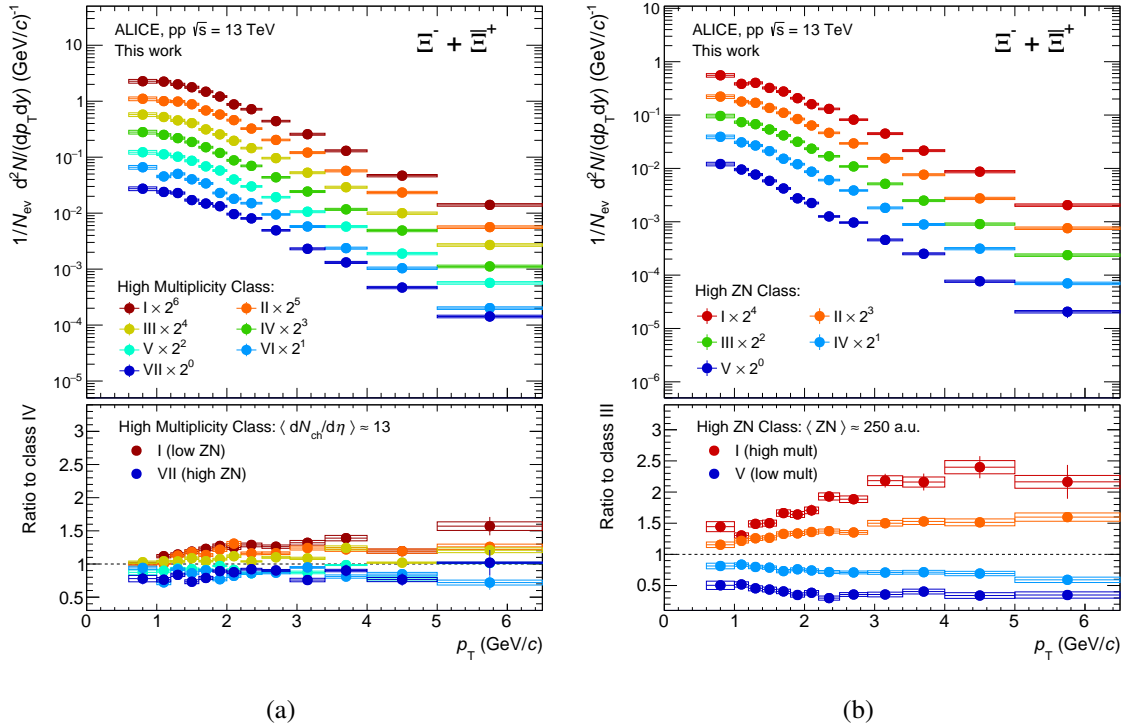 ALICE, pp √s = 13 TeV
This work
Ξ⁻ + Ξ̅⁺
1/N_ev d²N/(dp_T dy) (GeV/c)⁻¹
10
1
10⁻¹
10⁻²
10⁻³
10⁻⁴
10⁻⁵
High Multiplicity Class:
I × 2⁶ II × 2⁵
III × 2⁴ IV × 2³
V × 2² VI × 2¹
VII × 2⁰
Ratio to class IV
3
2.5
2
1.5
1
0.5
High Multiplicity Class: ⟨ dN_ch/dη ⟩ ≈ 13
I (low ZN)
VII (high ZN)
0 1 2 3 4 5 6
p_T (GeV/c)
(a)
ALICE, pp √s = 13 TeV
This work
Ξ⁻ + Ξ̅⁺
1/N_ev d²N/(dp_T dy) (GeV/c)⁻¹
10
1
10⁻¹
10⁻²
10⁻³
10⁻⁴
10⁻⁵
10⁻⁶
High ZN Class:
I × 2⁴ II × 2³
III × 2² IV × 2¹
V × 2⁰
Ratio to class III
3
2.5
2
1.5
1
0.5
High ZN Class: ⟨ ZN ⟩ ≈ 250 a.u.
I (high mult)
V (low mult)
0 1 2 3 4 5 6
p_T (GeV/c)
(b)